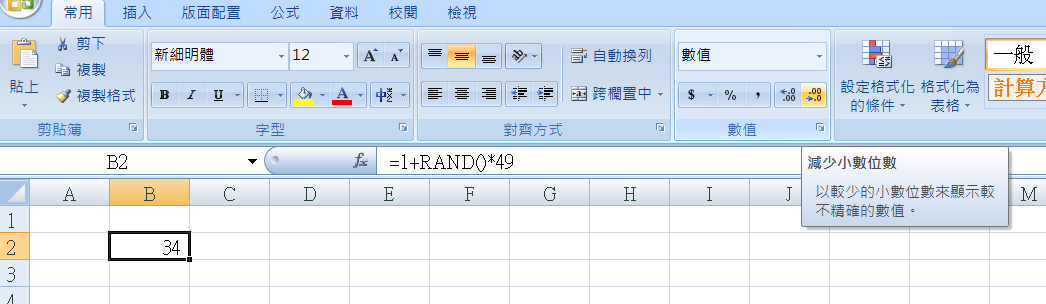 常用 插入 版面配置 公式 資料 校閱 檢視
貼上
剪下
複製
複製格式
剪貼簿
新細明體 12 A A
B I U A 中
字型
自動換列
跨欄置中
對齊方式
數值
$ % , .00 .0
數值
設定格式化的條件
格式化為表格
一般
計算方
B2 fx =1+RAND()*49
減少小數位數
以較少的小數位數來顯示較
不精確的數值。
A B C D E F G H I J M
1
2 34
3
4